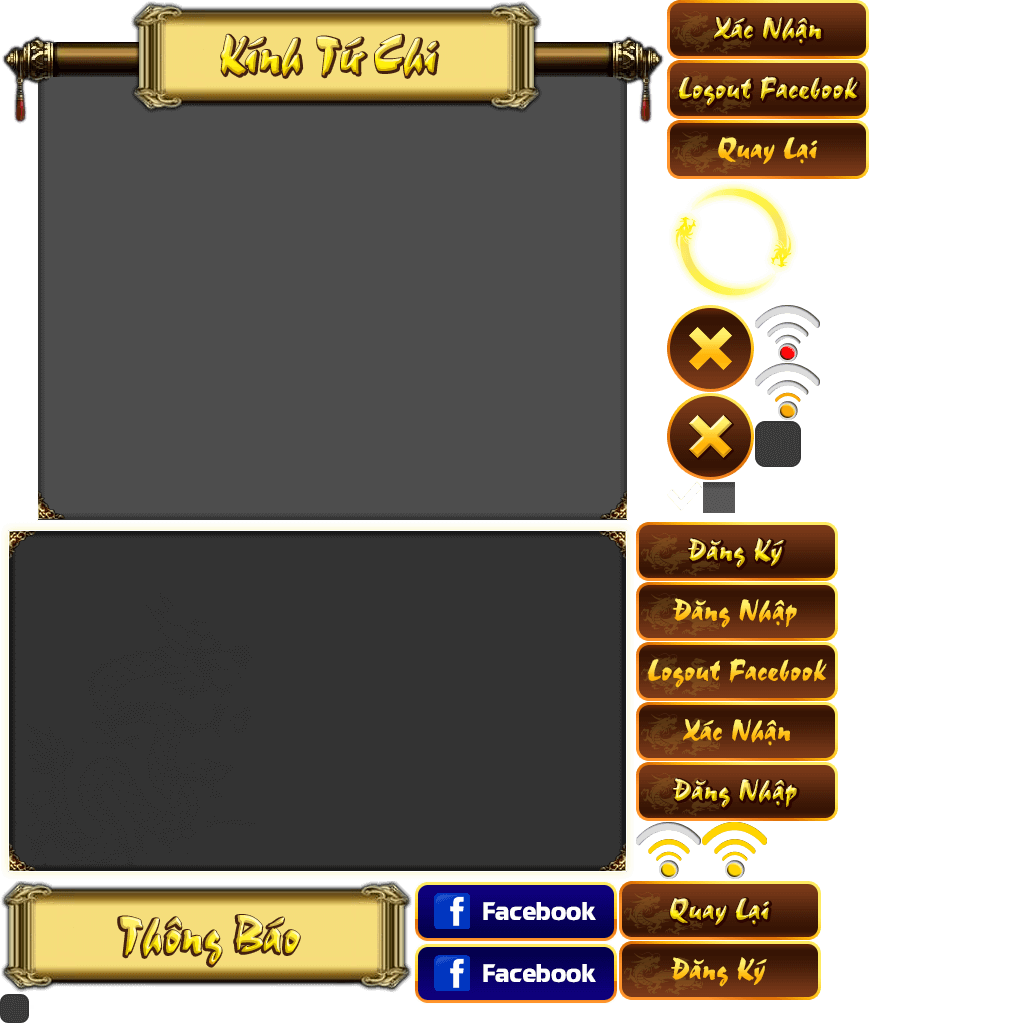 Kính Tứ Chi
Xác Nhận
Logout Facebook
Quay Lại
Đăng Ký
Đăng Nhập
Logout Facebook
Xác Nhận
Đăng Nhập
Thông Báo
f Facebook
Quay Lại
f Facebook
Đăng Ký